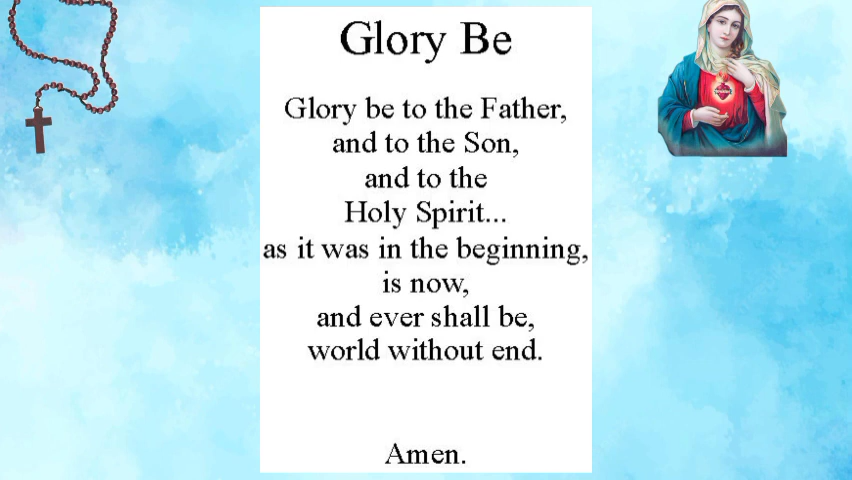 Glory Be
Glory be to the Father,
and to the Son,
and to the
Holy Spirit...
as it was in the beginning,
is now,
and ever shall be,
world without end.
Amen.